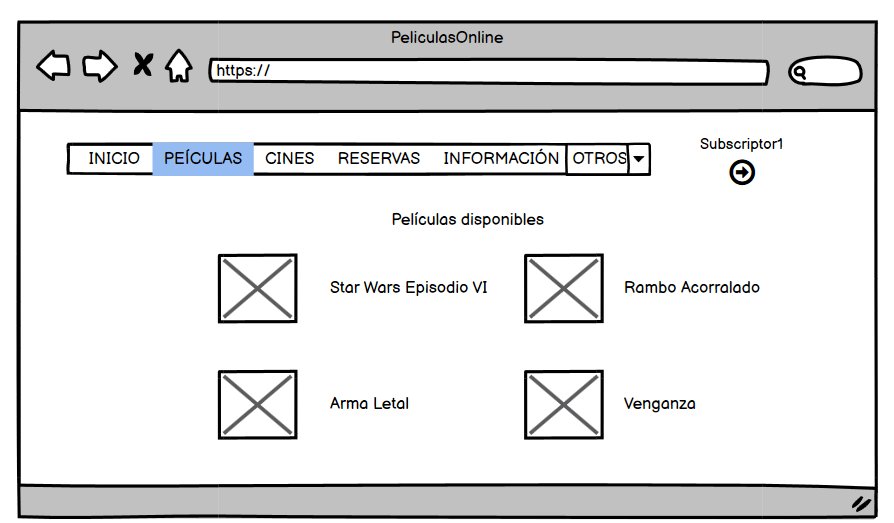 PeliculasOnline
https://
Subscriptor1
INICIO PEÍCULAS CINES RESERVAS INFORMACIÓN OTROS
Películas disponibles
Star Wars Episodio VI Rambo Acorralado
Arma Letal Venganza